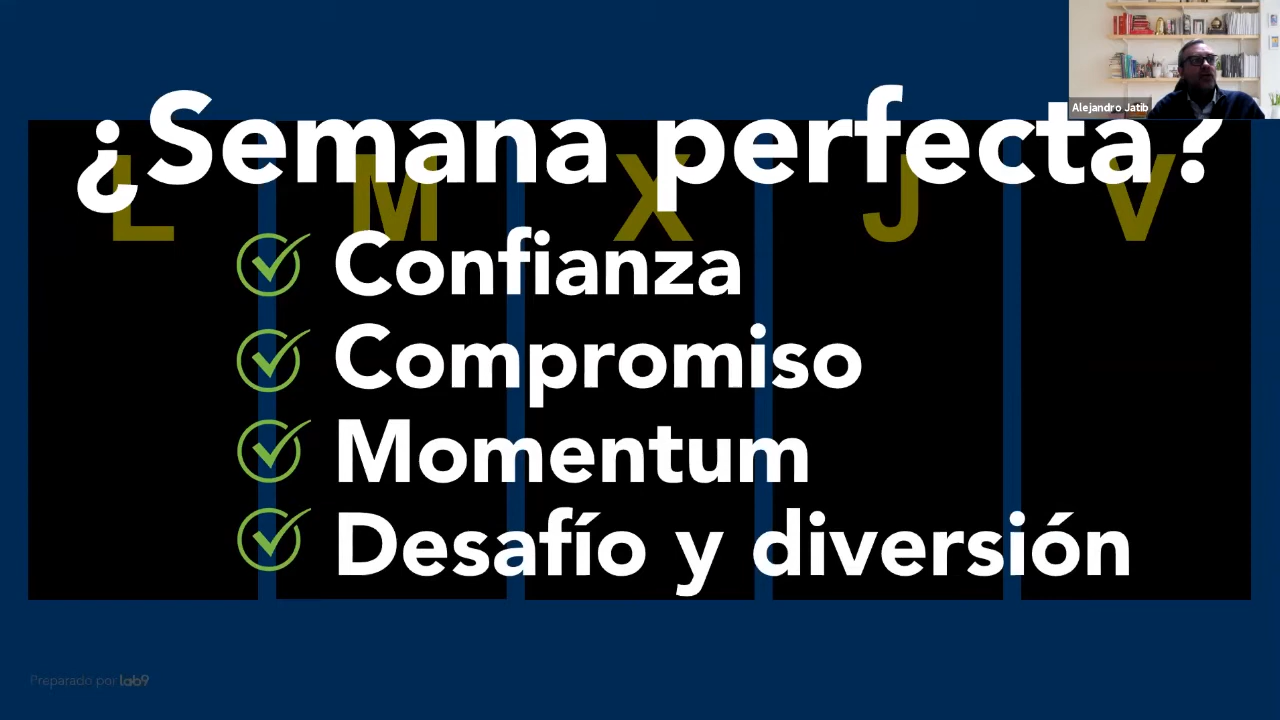 Alejandro Jatib
¿Semana perfecta?
L M X J V
Confianza
Compromiso
Momentum
Desafío y diversión
Preparado por lab9